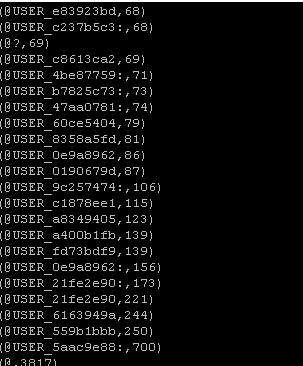 (@USER_e83923bd,68)
(@USER_c237b5c3:,68)
(@?,69)
(@USER_c8613ca2,69)
(@USER_4be87759:,71)
(@USER_b7825c73:,73)
(@USER_47aa0781:,74)
(@USER_60ce5404,79)
(@USER_8358a5fd,81)
(@USER_0e9a8962,86)
(@USER_0190679d,87)
(@USER_9c257474:,106)
(@USER_c1878ee1,115)
(@USER_a8349405,123)
(@USER_a400b1fb,139)
(@USER_fd73bdf9,139)
(@USER_0e9a8962:,156)
(@USER_21fe2e90:,173)
(@USER_21fe2e90,221)
(@USER_6163949a,244)
(@USER_559b1bbb,250)
(@USER_5aac9e88:,700)
(@,3817)